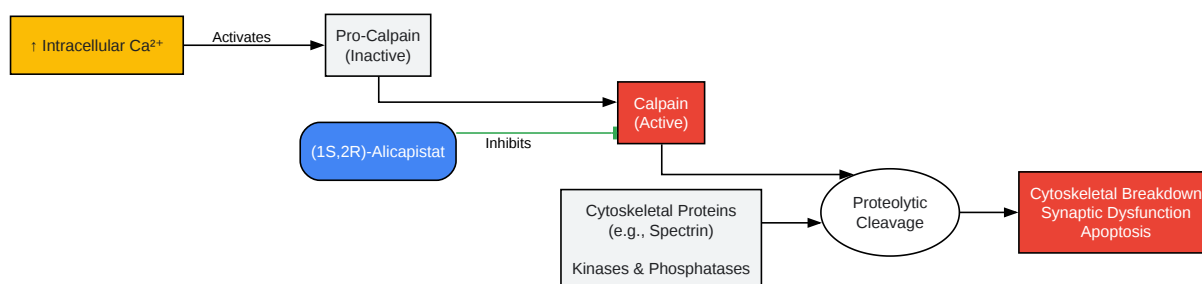 ↑ Intracellular Ca²⁺
Activates
Pro-Calpain
(Inactive)
Calpain
(Active)
(1S,2R)-Alicapistat
Inhibits
Cytoskeletal Proteins
(e.g., Spectrin)
Kinases & Phosphatases
Proteolytic
Cleavage
Cytoskeletal Breakdown
Synaptic Dysfunction
Apoptosis